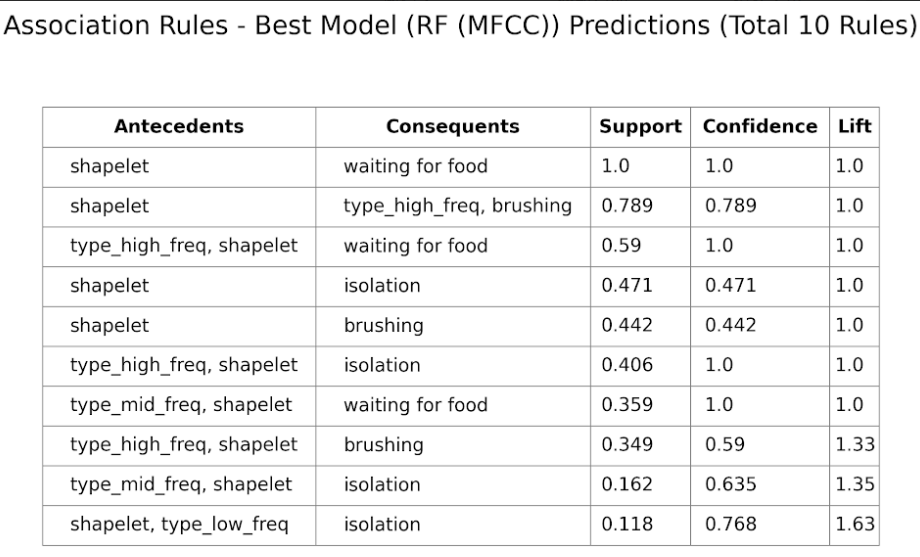 Association Rules - Best Model (RF (MFCC)) Predictions (Total 10 Rules)
Antecedents Consequents Support Confidence Lift
shapelet waiting for food 1.0 1.0 1.0
shapelet type_high_freq, brushing 0.789 0.789 1.0
type_high_freq, shapelet waiting for food 0.59 1.0 1.0
shapelet isolation 0.471 0.471 1.0
shapelet brushing 0.442 0.442 1.0
type_high_freq, shapelet isolation 0.406 1.0 1.0
type_mid_freq, shapelet waiting for food 0.359 1.0 1.0
type_high_freq, shapelet brushing 0.349 0.59 1.33
type_mid_freq, shapelet isolation 0.162 0.635 1.35
shapelet, type_low_freq isolation 0.118 0.768 1.63